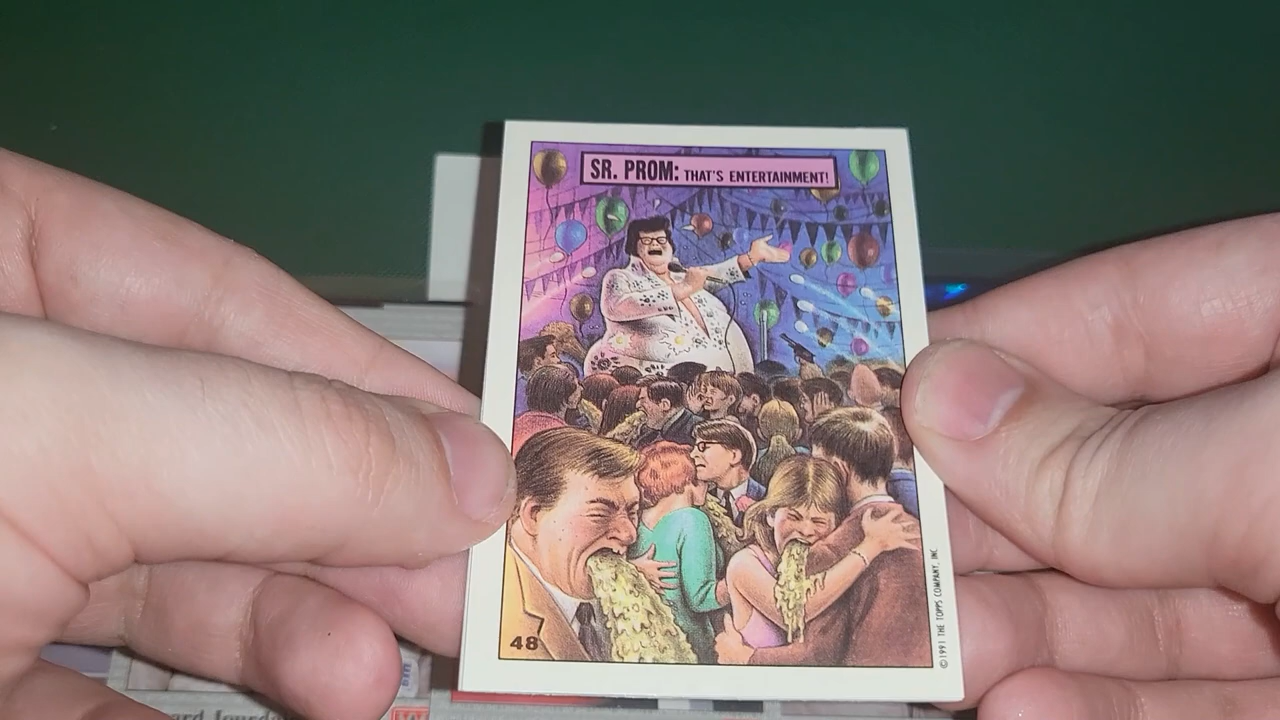 SR. PROM: THAT'S ENTERTAINMENT!
48
©1991 THE TOPPS COMPANY, INC